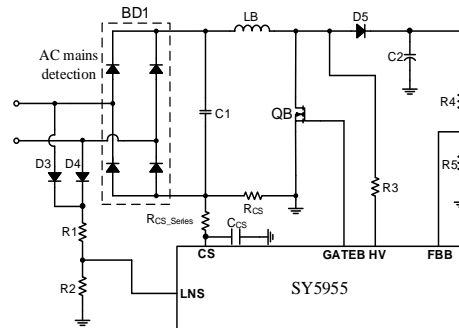 BD1
LB
D5
AC mains
detection
C2
C1
QB
R4
D3
D4
R5
R3
RCS_Series
RCS
CCS
R1
CS
GATEB HV
FBB
R2
LNS
SY5955